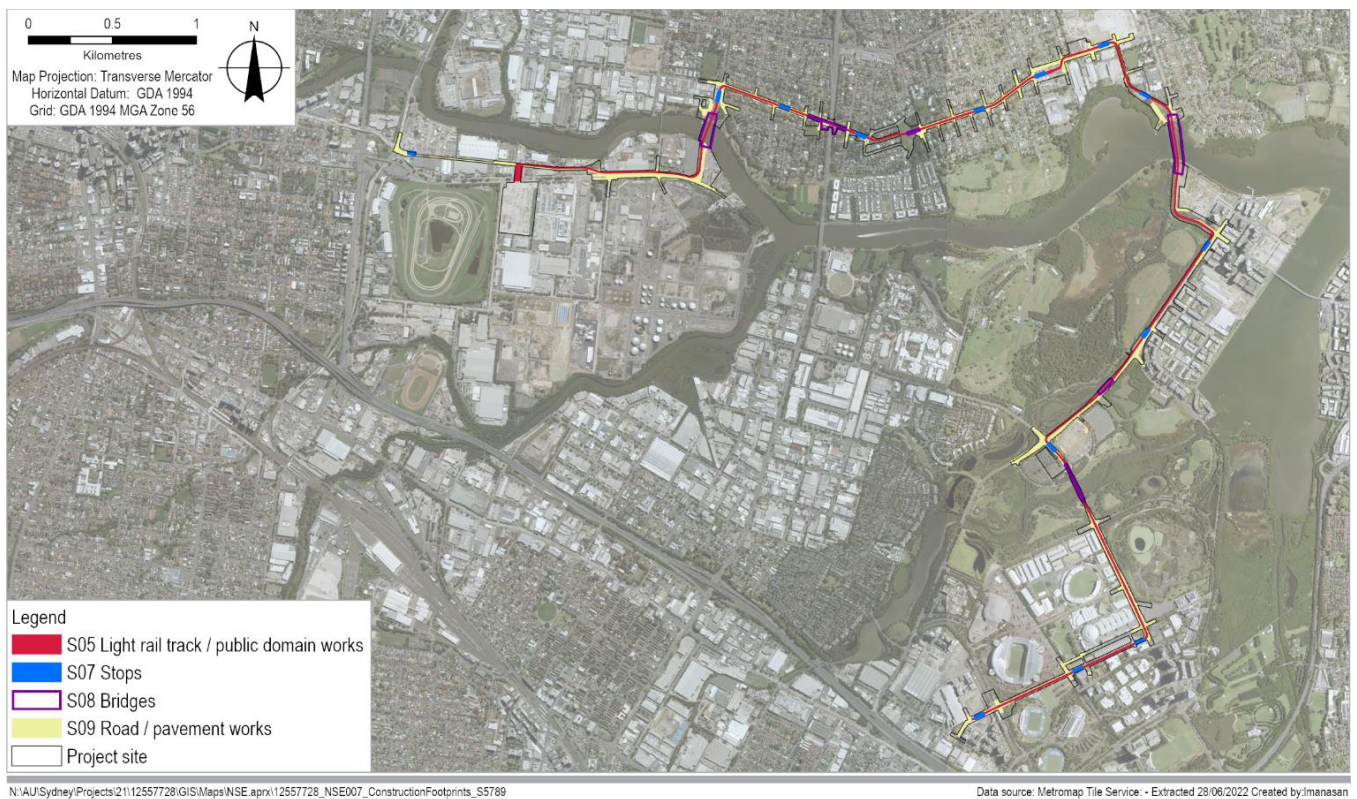 0 0.5 1
Kilometres
Map Projection: Transverse Mercator
Horizontal Datum: GDA 1994
Grid: GDA 1994 MGA Zone 56
N
Legend
S05 Light rail track / public domain works
S07 Stops
S08 Bridges
S09 Road / pavement works
Project site
N:\AU\Sydney\Projects\21\12557728\GIS\Maps\NSE.aprx\12557728_NSE007_ConstructionFootprints_S5789
Data source: Metromap Tile Service: - Extracted 28/06/2022 Created by:lmanasan